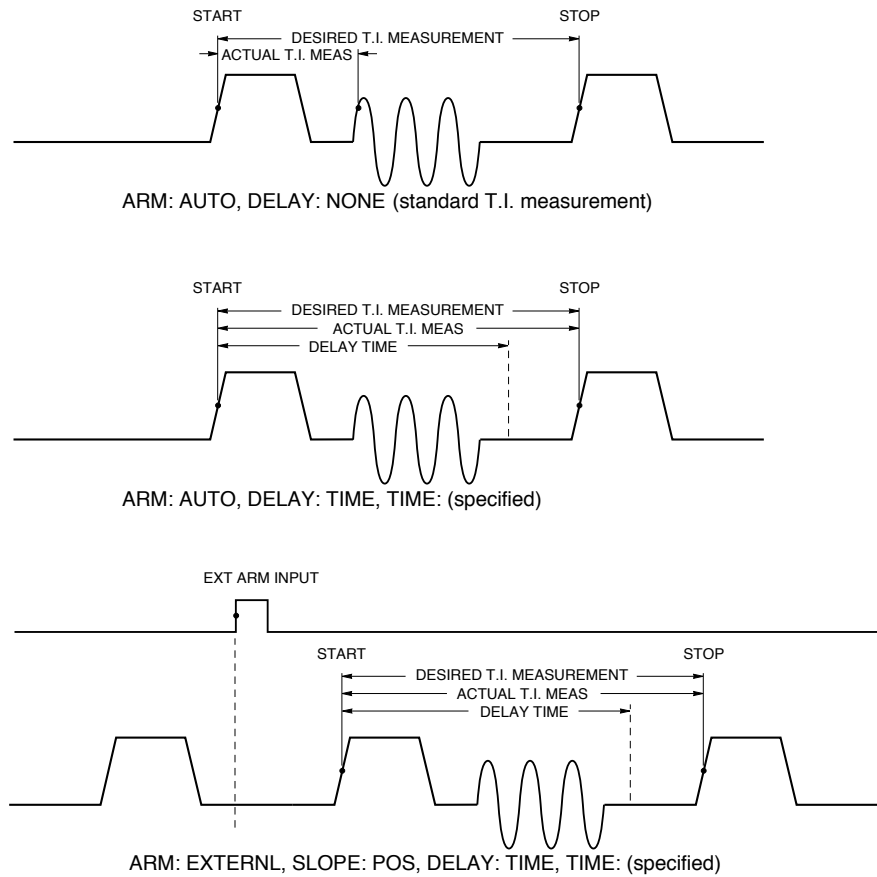 START STOP
DESIRED T.I. MEASUREMENT
ACTUAL T.I. MEAS
ARM: AUTO, DELAY: NONE (standard T.I. measurement)
START STOP
DESIRED T.I. MEASUREMENT
ACTUAL T.I. MEAS
DELAY TIME
ARM: AUTO, DELAY: TIME, TIME: (specified)
EXT ARM INPUT
START STOP
DESIRED T.I. MEASUREMENT
ACTUAL T.I. MEAS
DELAY TIME
ARM: EXTERNL, SLOPE: POS, DELAY: TIME, TIME: (specified)